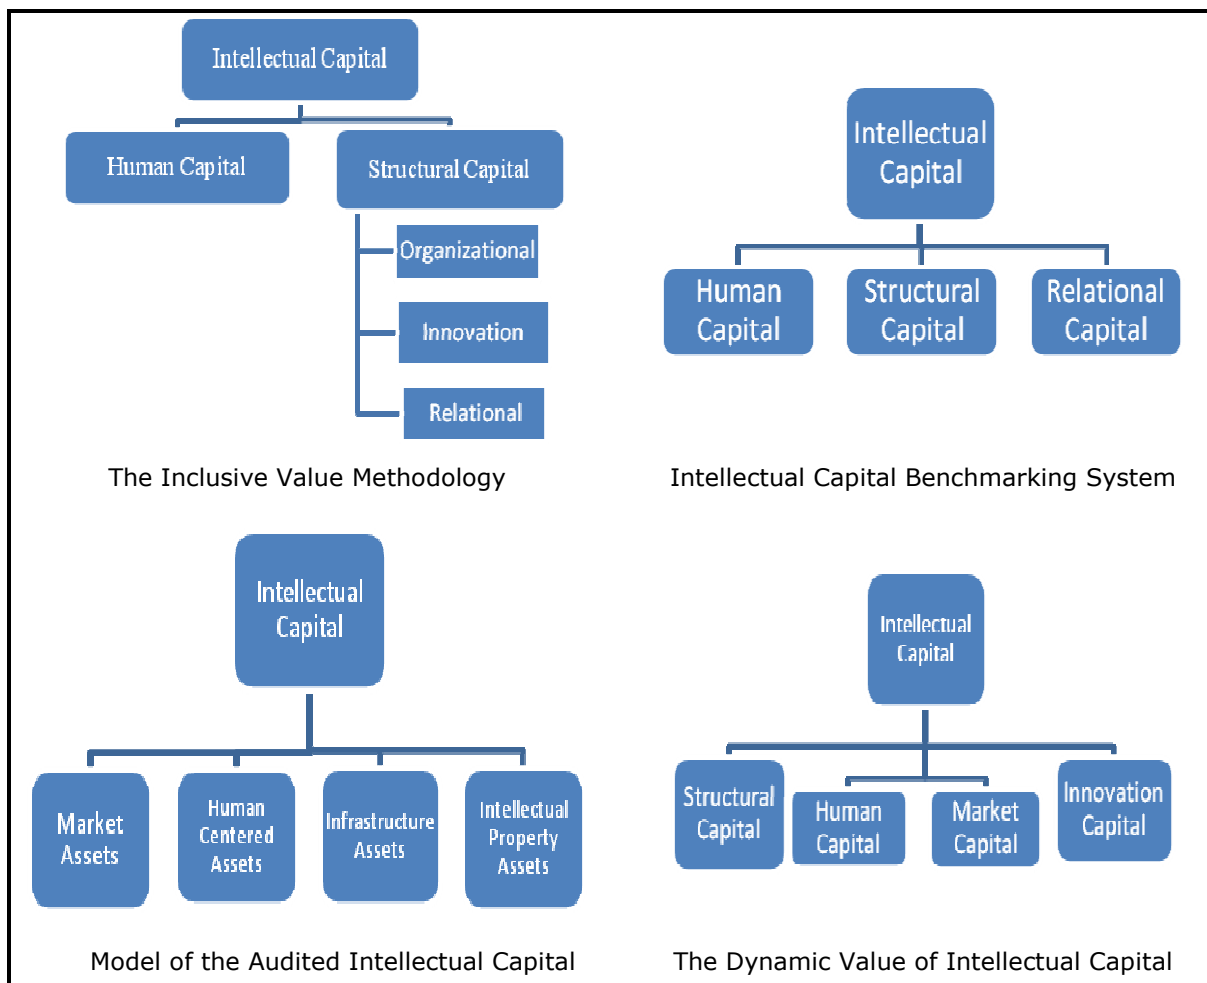 Intellectual Capital
Human Capital
Structural Capital
Organizational
Innovation
Relational
The Inclusive Value Methodology
Intellectual
Capital
Human
Capital
Structural
Capital
Relational
Capital
Intellectual Capital Benchmarking System
Intellectual
Capital
Market
Assets
Human
Centered
Assets
Infrastructure
Assets
Intellectual
Property
Assets
Model of the Audited Intellectual Capital
Intellectual
Capital
Structural
Capital
Human
Capital
Market
Capital
Innovation
Capital
The Dynamic Value of Intellectual Capital